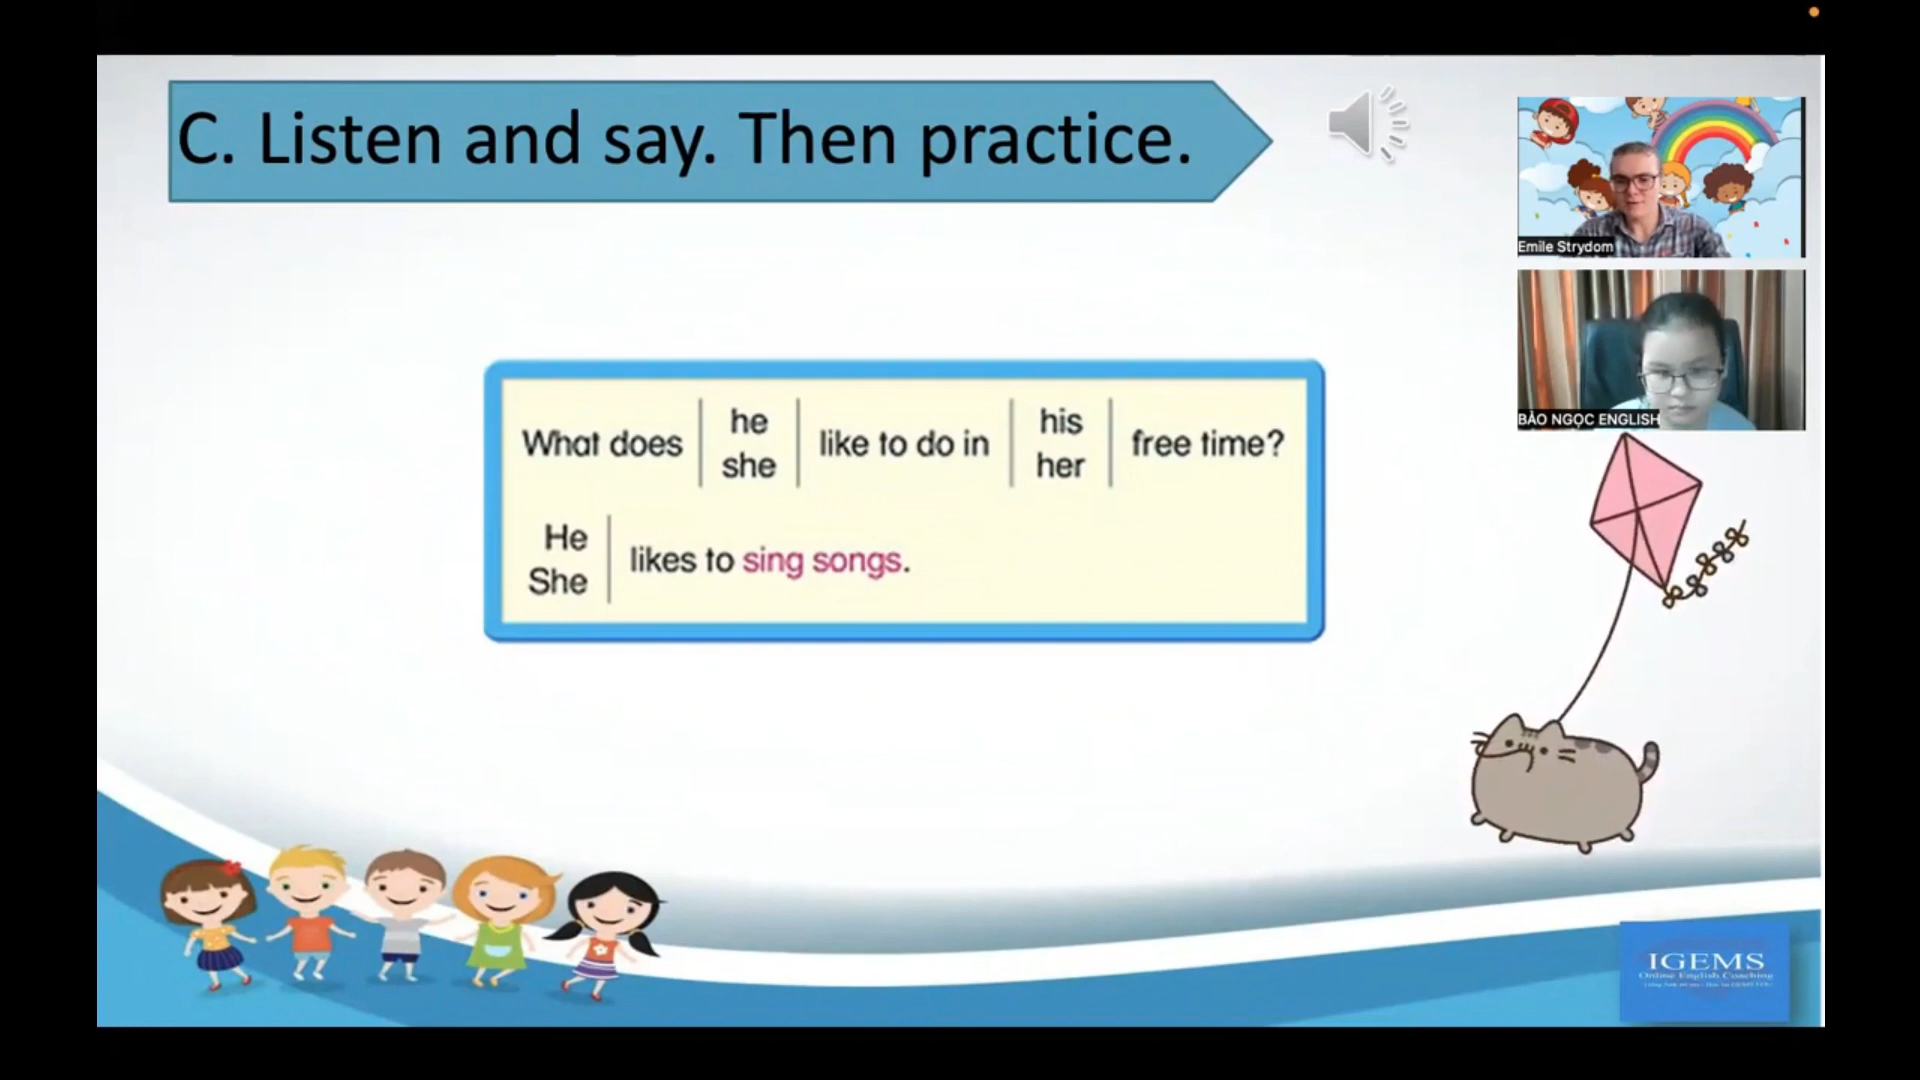 C. Listen and say. Then practice.
Emile Strydom
BẢO NGỌC ENGLISH
What does he she like to do in his her free time?
He She likes to sing songs.
IGEMS
Online English Coaching